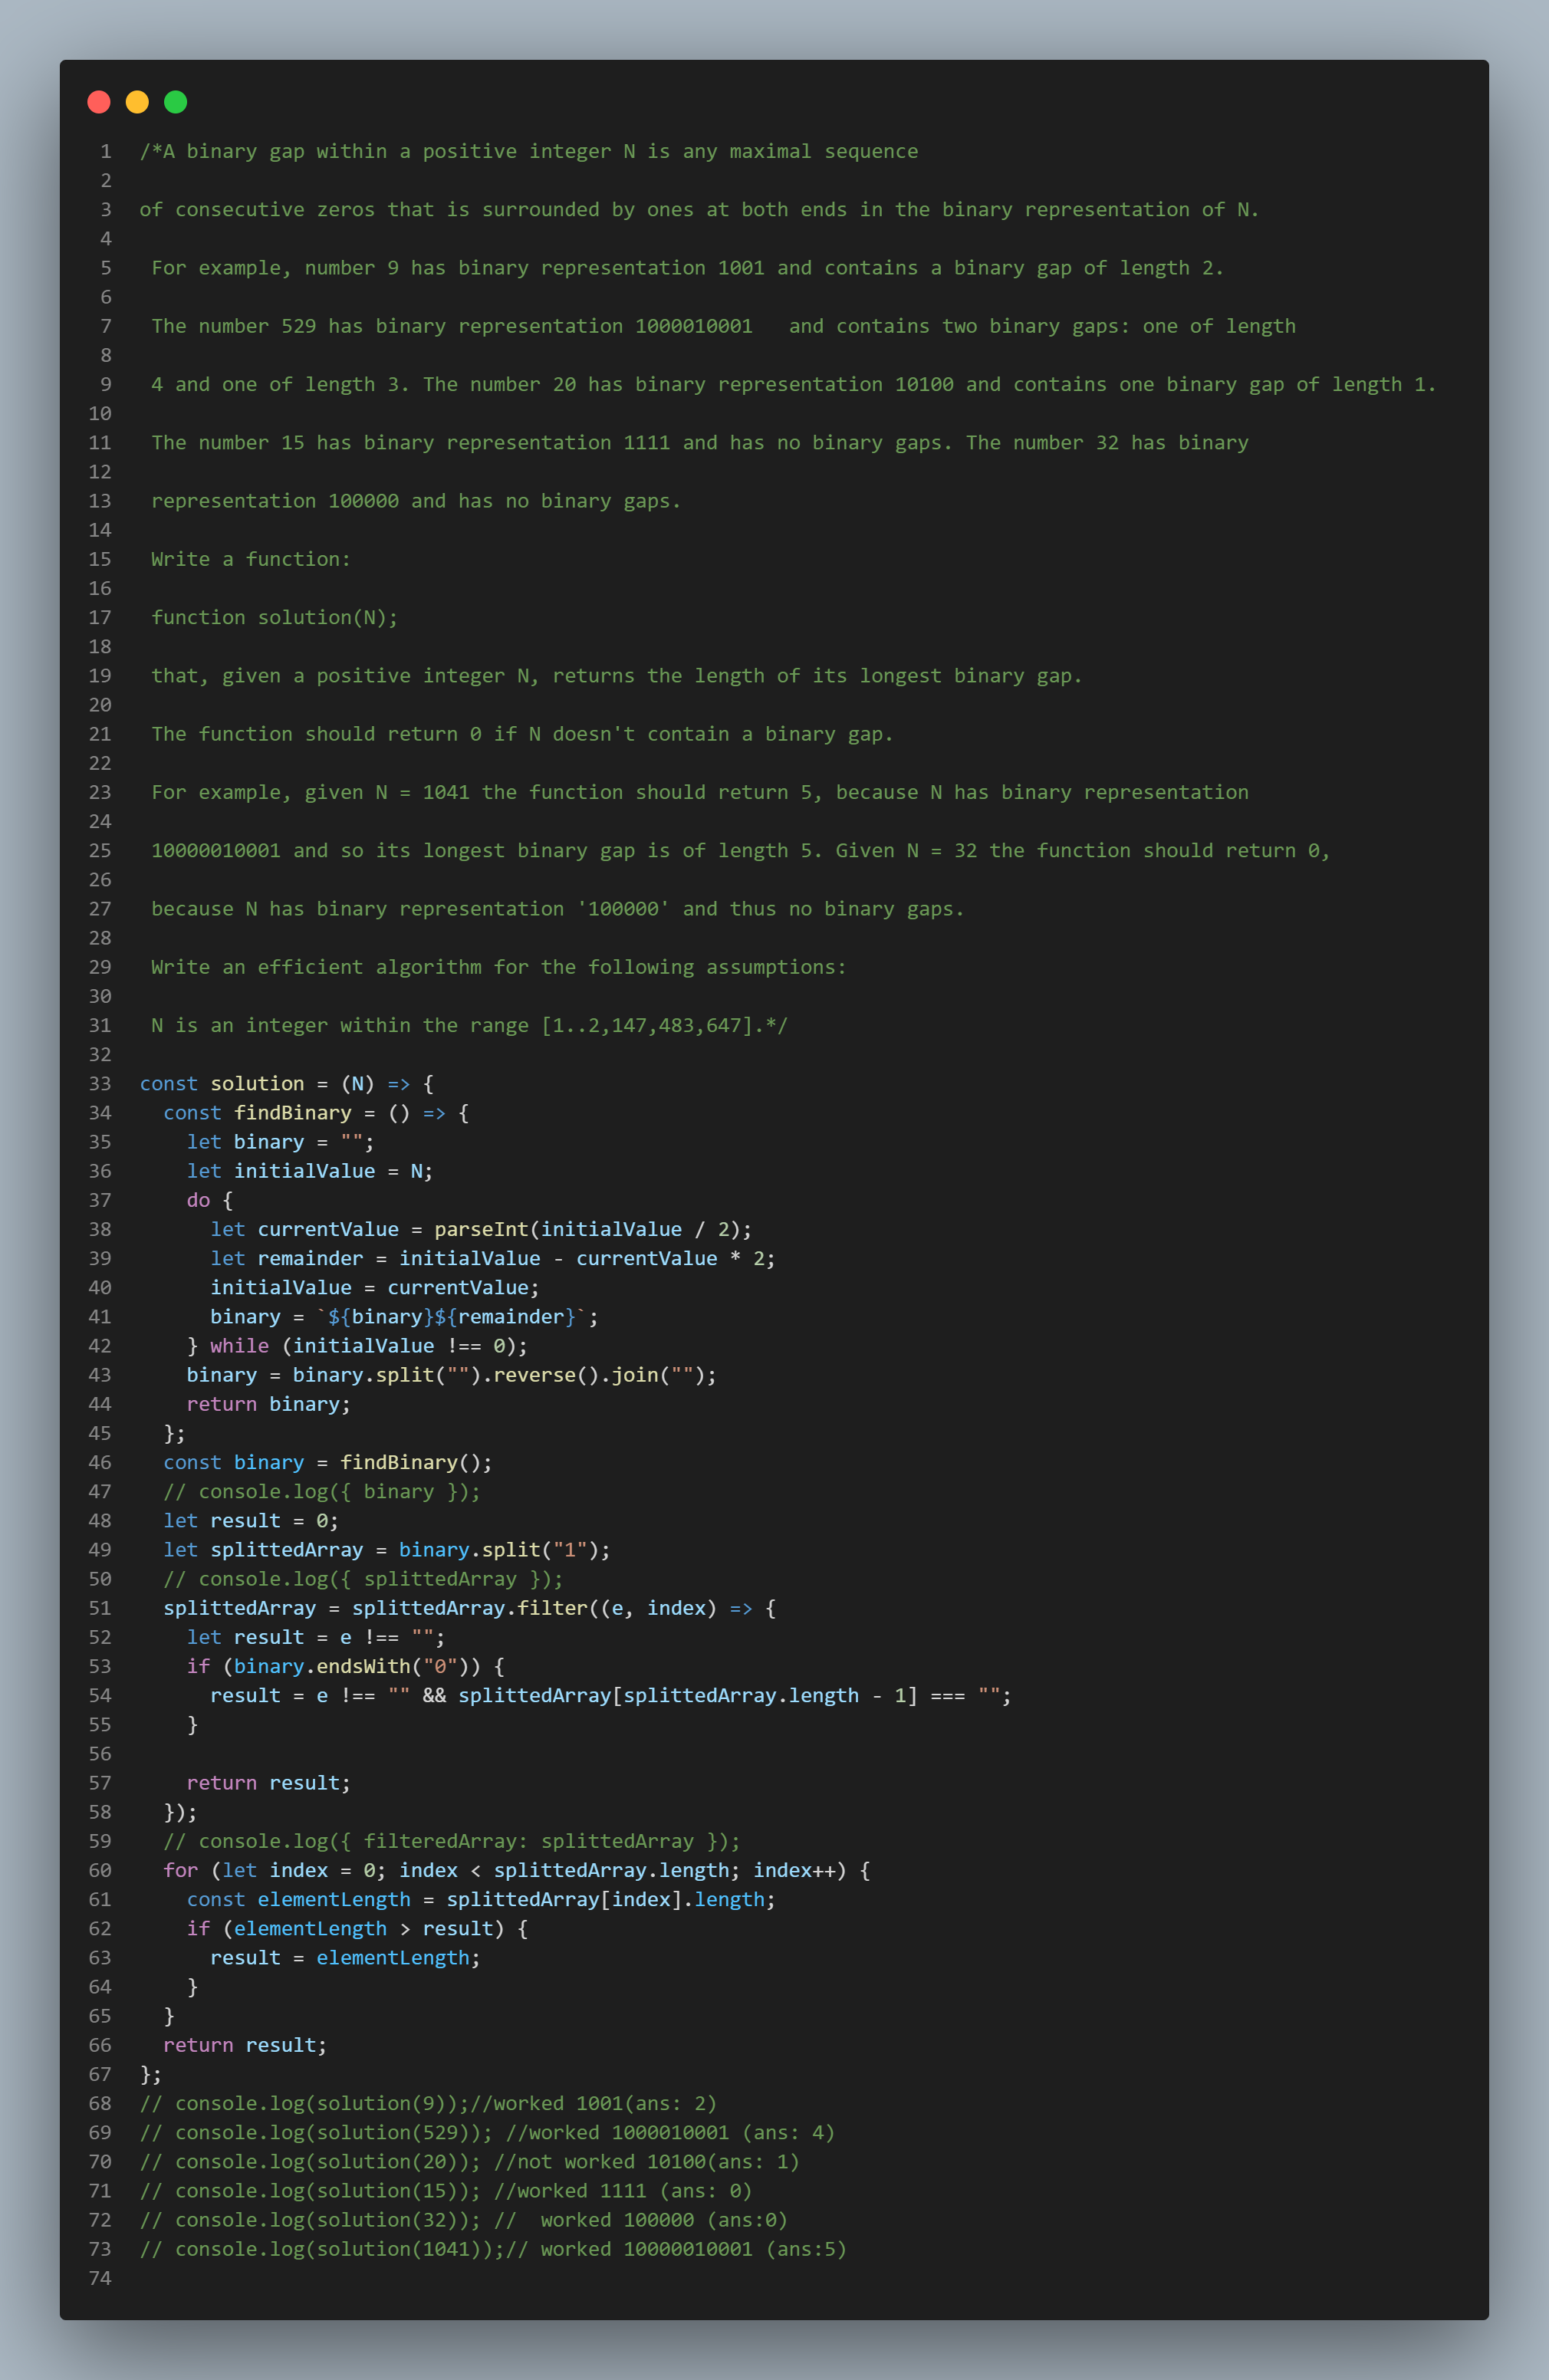 1 /*A binary gap within a positive integer N is any maximal sequence
2
3 of consecutive zeros that is surrounded by ones at both ends in the binary representation of N.
4
5  For example, number 9 has binary representation 1001 and contains a binary gap of length 2.
6
7  The number 529 has binary representation 1000010001   and contains two binary gaps: one of length
8
9  4 and one of length 3. The number 20 has binary representation 10100 and contains one binary gap of length 1.
10
11  The number 15 has binary representation 1111 and has no binary gaps. The number 32 has binary
12
13  representation 100000 and has no binary gaps.
14
15  Write a function:
16
17  function solution(N);
18
19  that, given a positive integer N, returns the length of its longest binary gap.
20
21  The function should return 0 if N doesn't contain a binary gap.
22
23  For example, given N = 1041 the function should return 5, because N has binary representation
24
25  10000010001 and so its longest binary gap is of length 5. Given N = 32 the function should return 0,
26
27  because N has binary representation '100000' and thus no binary gaps.
28
29  Write an efficient algorithm for the following assumptions:
30
31  N is an integer within the range [1..2,147,483,647].*/
32
33 const solution = (N) => {
34   const findBinary = () => {
35     let binary = "";
36     let initialValue = N;
37     do {
38       let currentValue = parseInt(initialValue / 2);
39       let remainder = initialValue - currentValue * 2;
40       initialValue = currentValue;
41       binary = `${binary}${remainder}`;
42     } while (initialValue !== 0);
43     binary = binary.split("").reverse().join("");
44     return binary;
45   };
46   const binary = findBinary();
47   // console.log({ binary });
48   let result = 0;
49   let splittedArray = binary.split("1");
50   // console.log({ splittedArray });
51   splittedArray = splittedArray.filter((e, index) => {
52     let result = e !== "";
53     if (binary.endsWith("0")) {
54       result = e !== "" && splittedArray[splittedArray.length - 1] === "";
55     }
56
57     return result;
58   });
59   // console.log({ filteredArray: splittedArray });
60   for (let index = 0; index < splittedArray.length; index++) {
61     const elementLength = splittedArray[index].length;
62     if (elementLength > result) {
63       result = elementLength;
64     }
65   }
66   return result;
67 };
68 // console.log(solution(9));//worked 1001(ans: 2)
69 // console.log(solution(529)); //worked 1000010001 (ans: 4)
70 // console.log(solution(20)); //not worked 10100(ans: 1)
71 // console.log(solution(15)); //worked 1111 (ans: 0)
72 // console.log(solution(32)); //  worked 100000 (ans:0)
73 // console.log(solution(1041));// worked 10000010001 (ans:5)
74